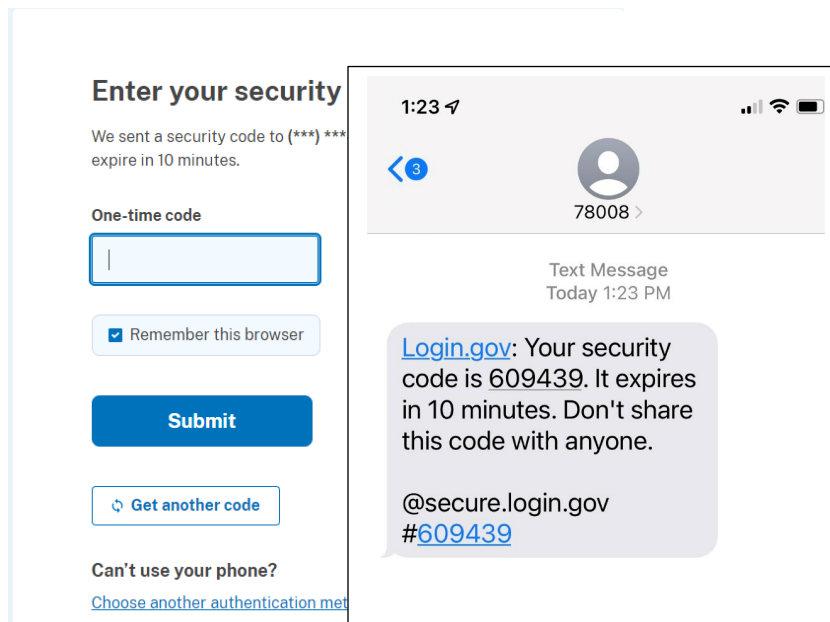 Enter your security
We sent a security code to (***) ***
expire in 10 minutes.
One-time code
Remember this browser
Submit
Get another code
Can't use your phone?
Choose another authentication met
1:23
3
78008
Text Message
Today 1:23 PM
Login.gov: Your security
code is 609439. It expires
in 10 minutes. Don't share
this code with anyone.
@secure.login.gov
#609439